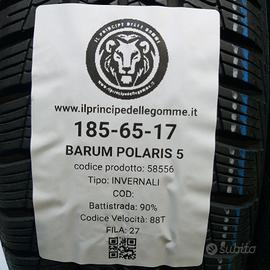 IL PRINCIPE DELLE GOMME
www.ilprincipedellegomme.it
185-65-17
BARUM POLARIS 5
codice prodotto: 58556
Tipo: INVERNALI
COD:
Battistrada: 90%
Codice Velocità: 88T
FILA: 27
subito